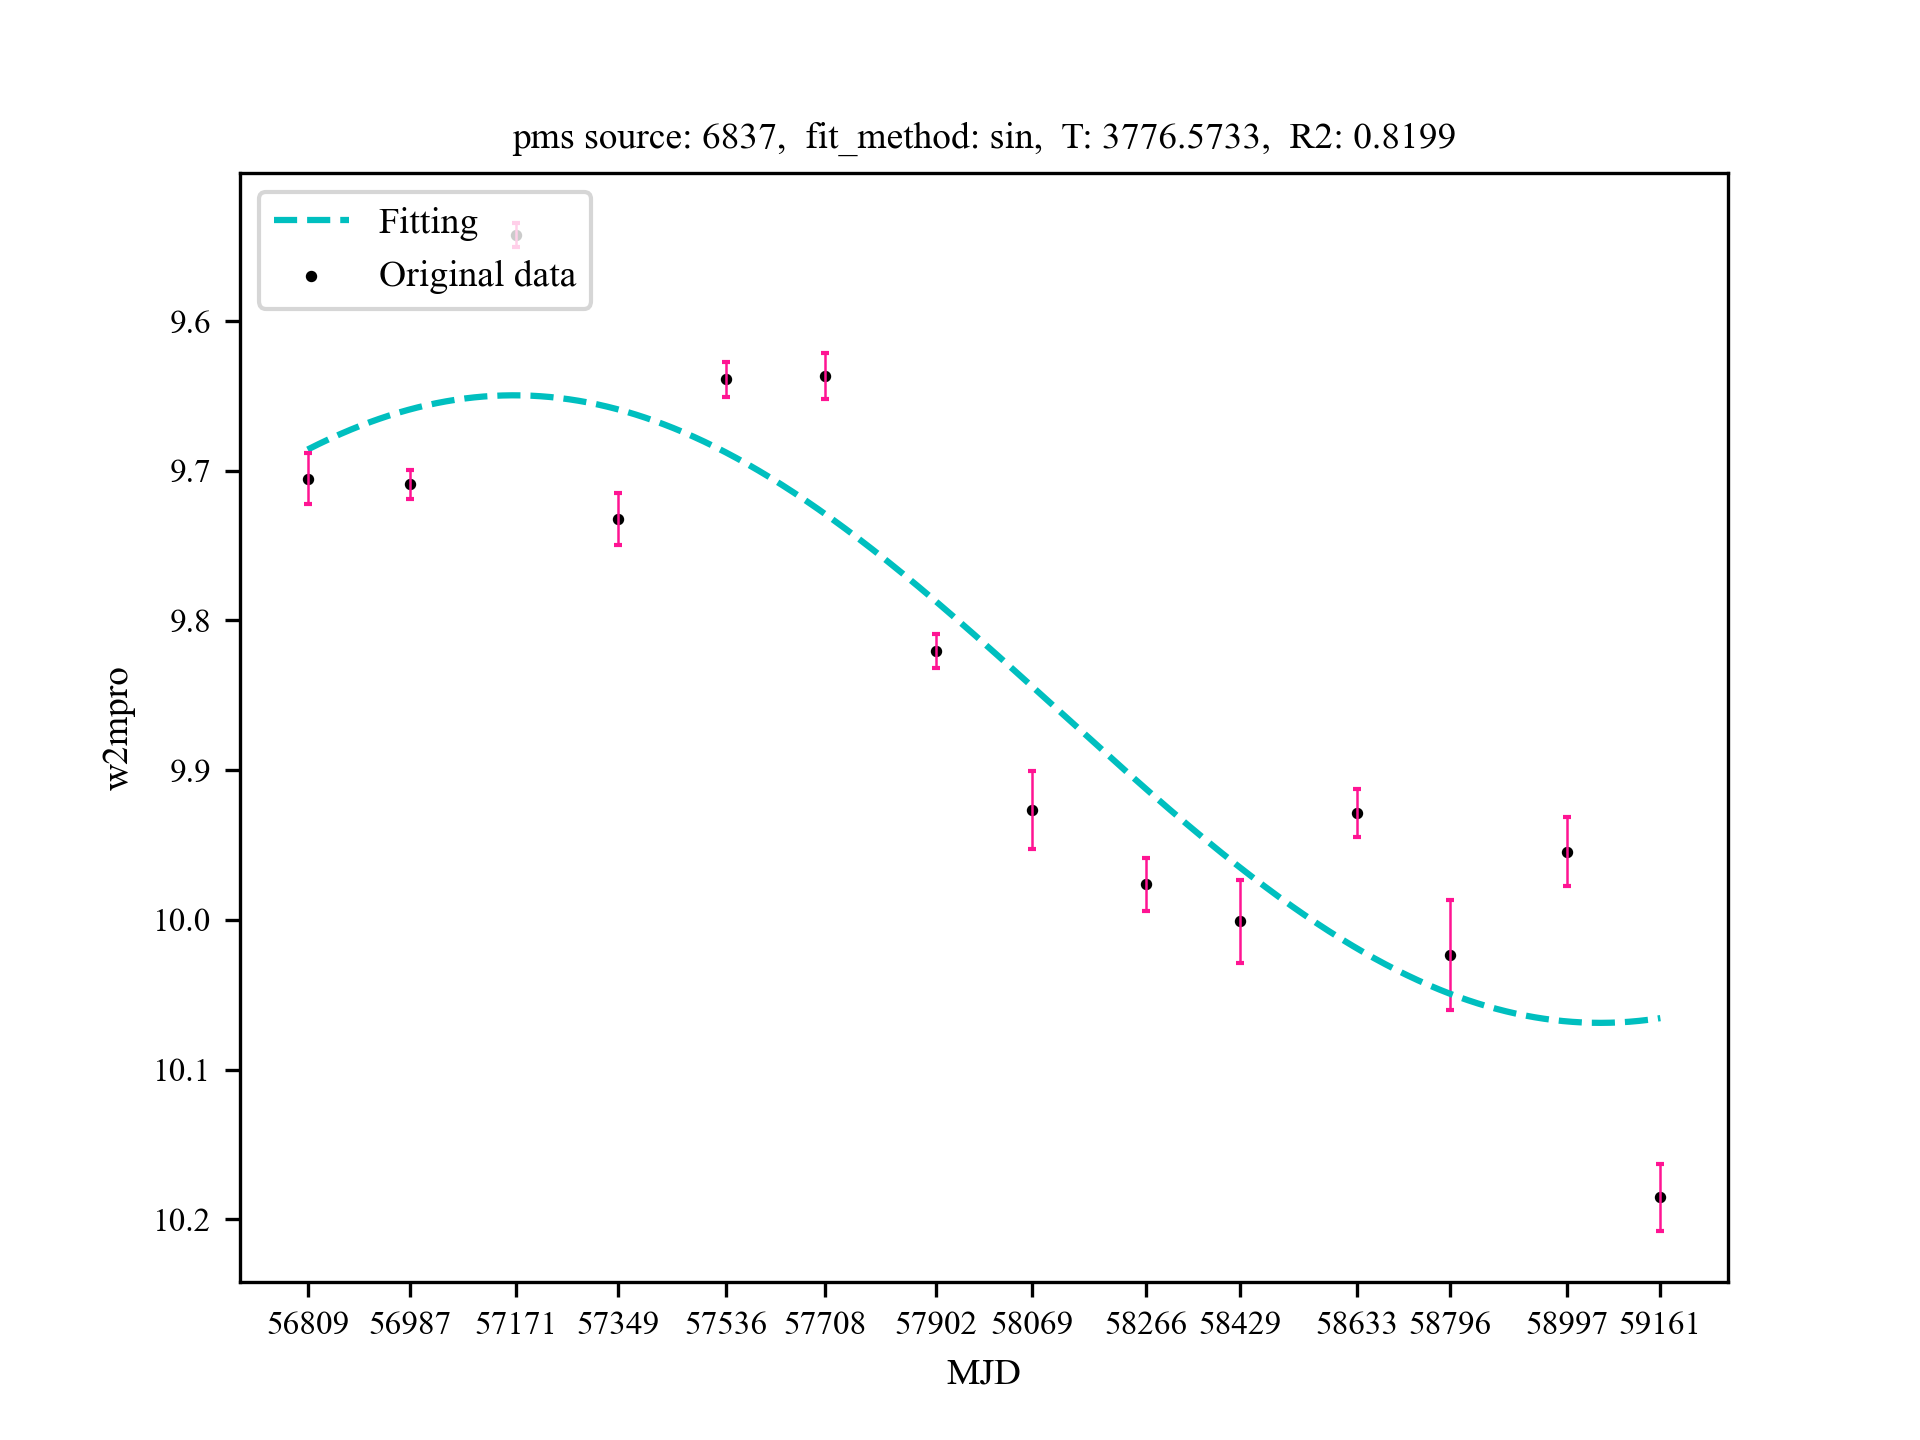 pms source: 6837, fit_method: sin, T: 3776.5733, R2: 0.8199
Fitting
Original data
9.6
9.7
9.8
9.9
10.0
10.1
10.2
w2mpro
56809 56987 57171 57349 57536 57708 57902 58069 58266 58429 58633 58796 58997 59161
MJD